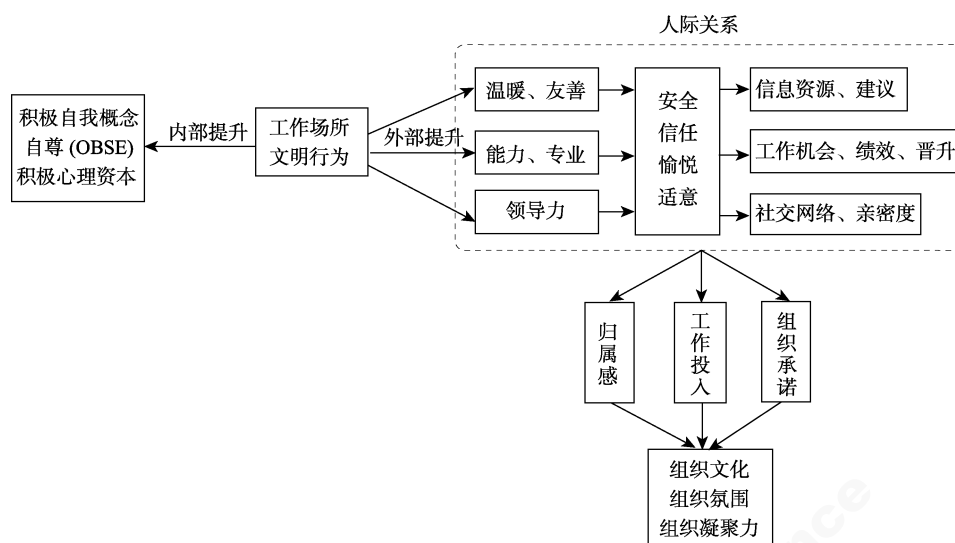 人际关系
积极自我概念
自尊 (OBSE)
积极心理资本
内部提升
工作场所
文明行为
外部提升
温暖、友善
能力、专业
领导力
安全
信任
愉悦
适意
信息资源、建议
工作机会、绩效、晋升
社交网络、亲密度
归属感
工作投入
组织承诺
组织文化
组织氛围
组织凝聚力